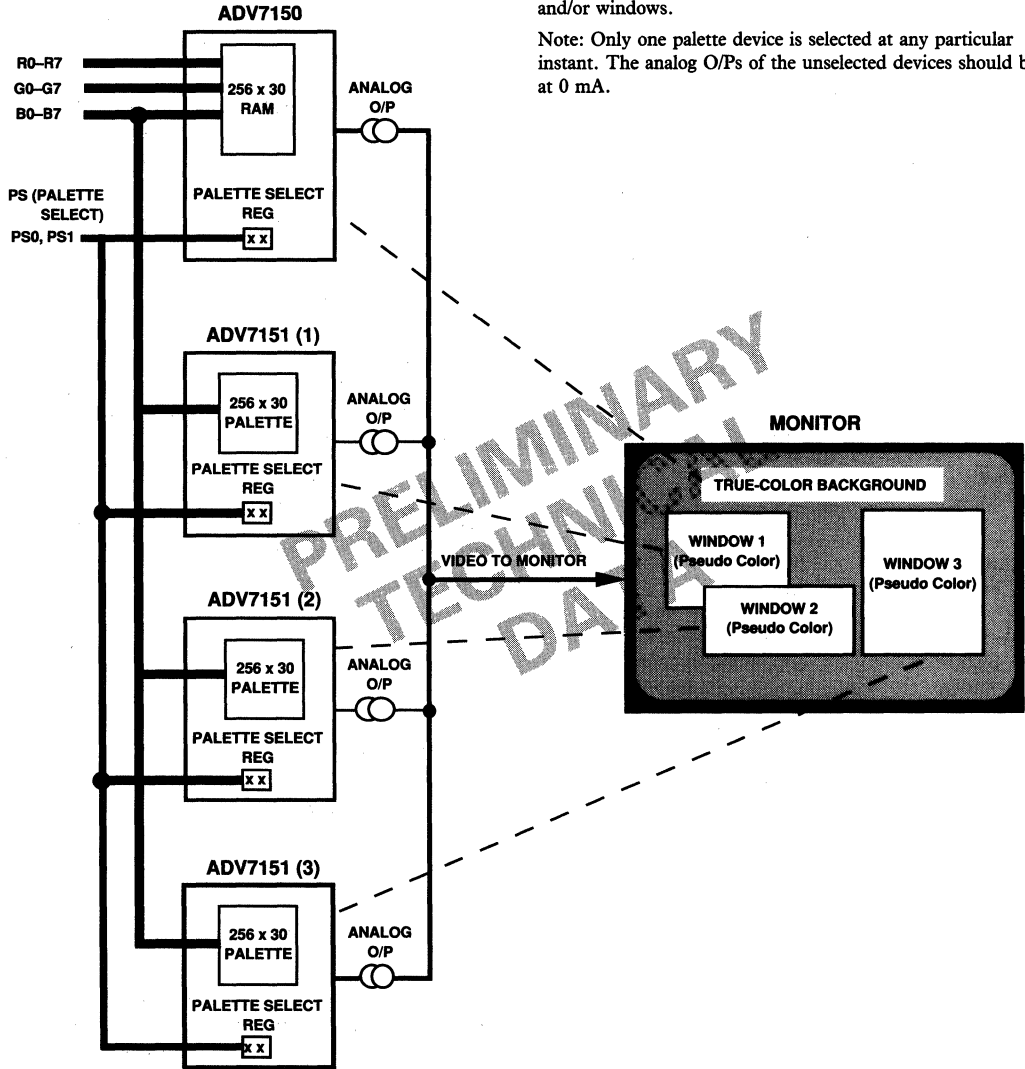 and/or windows.
Note: Only one palette device is selected at any particular
instant. The analog O/Ps of the unselected devices should
at 0 mA.
ADV7150
R0–R7
G0–G7
B0–B7
256 x 30
RAM
ANALOG
O/P
PS (PALETTE
SELECT)
PS0, PS1
PALETTE SELECT
REG
x x
ADV7151 (1)
256 x 30
PALETTE
ANALOG
O/P
PALETTE SELECT
REG
x x
PRELIMINARY
TECHNICAL
DATA
MONITOR
TRUE-COLOR BACKGROUND
WINDOW 1
(Pseudo Color)
WINDOW 2
(Pseudo Color)
WINDOW 3
(Pseudo Color)
VIDEO TO MONITOR
ADV7151 (2)
256 x 30
PALETTE
ANALOG
O/P
PALETTE SELECT
REG
x x
ADV7151 (3)
256 x 30
PALETTE
ANALOG
O/P
PALETTE SELECT
REG
x x